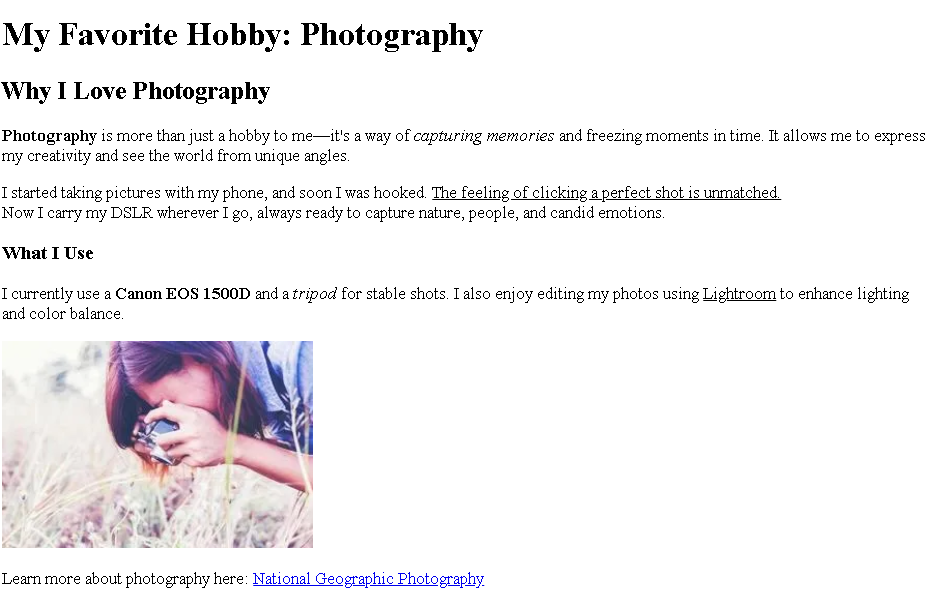 My Favorite Hobby: Photography
Why I Love Photography
Photography is more than just a hobby to me—it's a way of capturing memories and freezing moments in time. It allows me to express
my creativity and see the world from unique angles.
I started taking pictures with my phone, and soon I was hooked. The feeling of clicking a perfect shot is unmatched.
Now I carry my DSLR wherever I go, always ready to capture nature, people, and candid emotions.
What I Use
I currently use a Canon EOS 1500D and a tripod for stable shots. I also enjoy editing my photos using Lightroom to enhance lighting
and color balance.
Learn more about photography here: National Geographic Photography